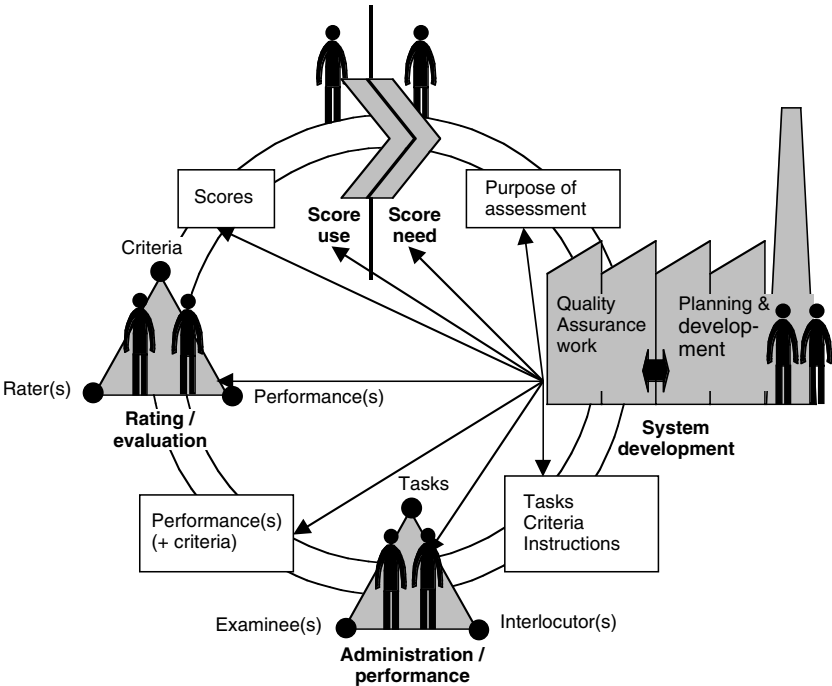 Scores
Score
use
Score
need
Purpose of
assessment
Criteria
Quality
Assurance
work
Planning &
develop-
ment
Rater(s)
Performance(s)
Rating /
evaluation
System
development
Performance(s)
(+ criteria)
Tasks
Tasks
Criteria
Instructions
Examinee(s)
Interlocutor(s)
Administration /
performance